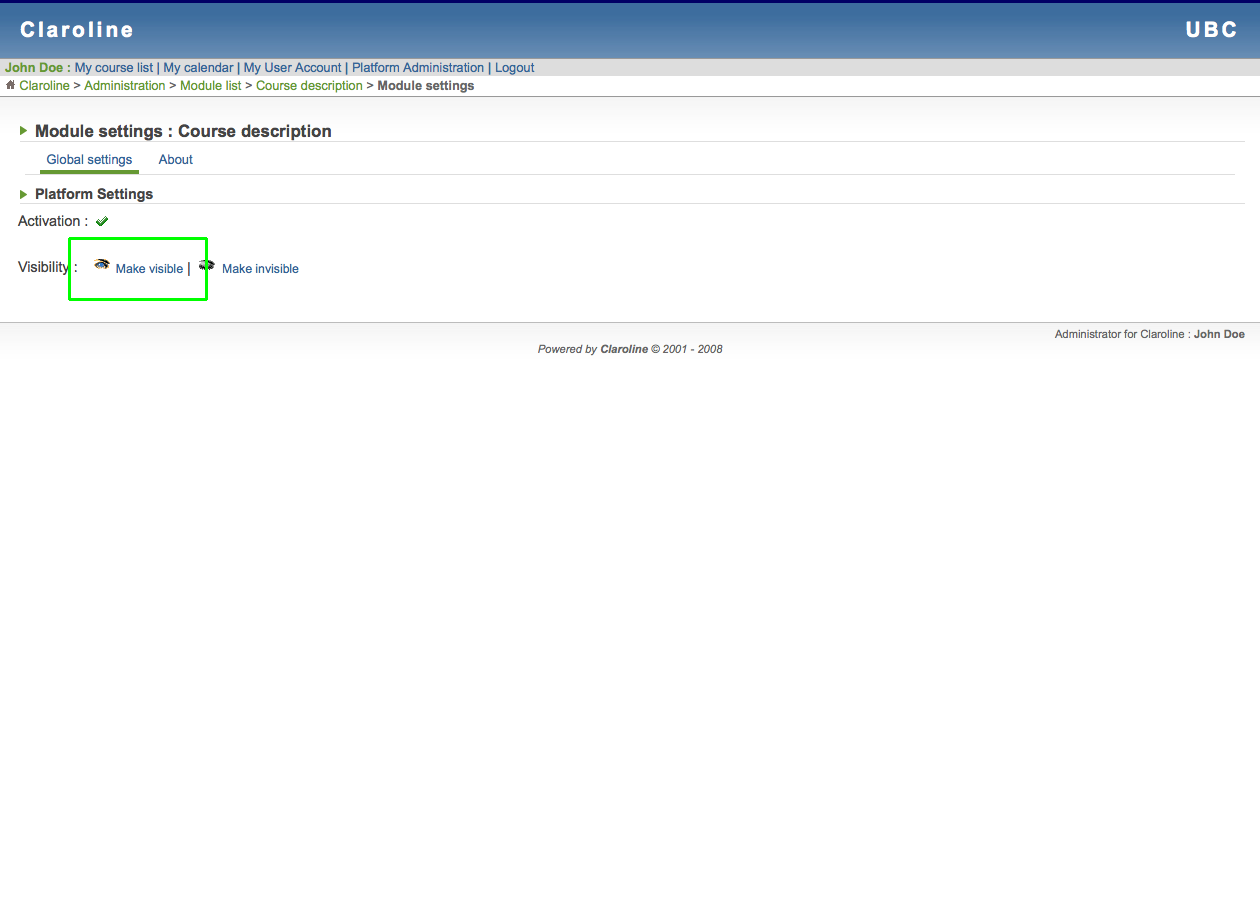 Claroline UBC
John Doe : My course list | My calendar | My User Account | Platform Administration | Logout
Claroline > Administration > Module list > Course description > Module settings
Module settings : Course description
Global settings About
Platform Settings
Activation :
Visibility : Make visible | Make invisible
Administrator for Claroline : John Doe
Powered by Claroline © 2001 - 2008